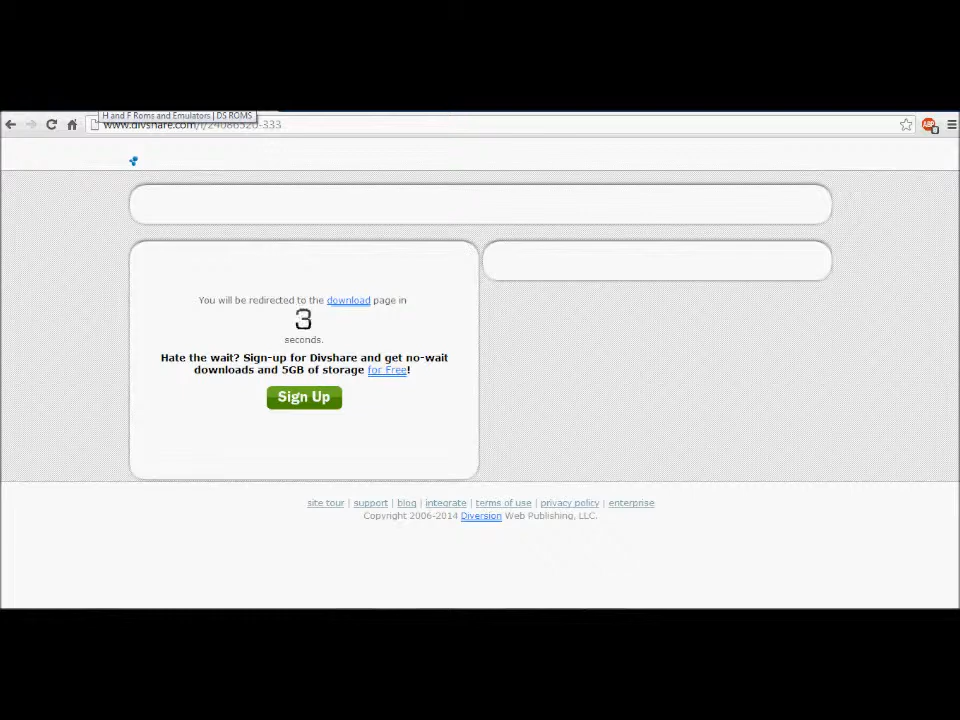 H and F Roms and Emulators | DS ROMS
www.divshare.com/f/24086520-333
ABP
You will be redirected to the download page in
3
seconds.
Hate the wait? Sign-up for Divshare and get no-wait
downloads and 5GB of storage for Free!
Sign Up
site tour | support | blog | integrate | terms of use | privacy policy | enterprise
Copyright 2006-2014 Diversion Web Publishing, LLC.